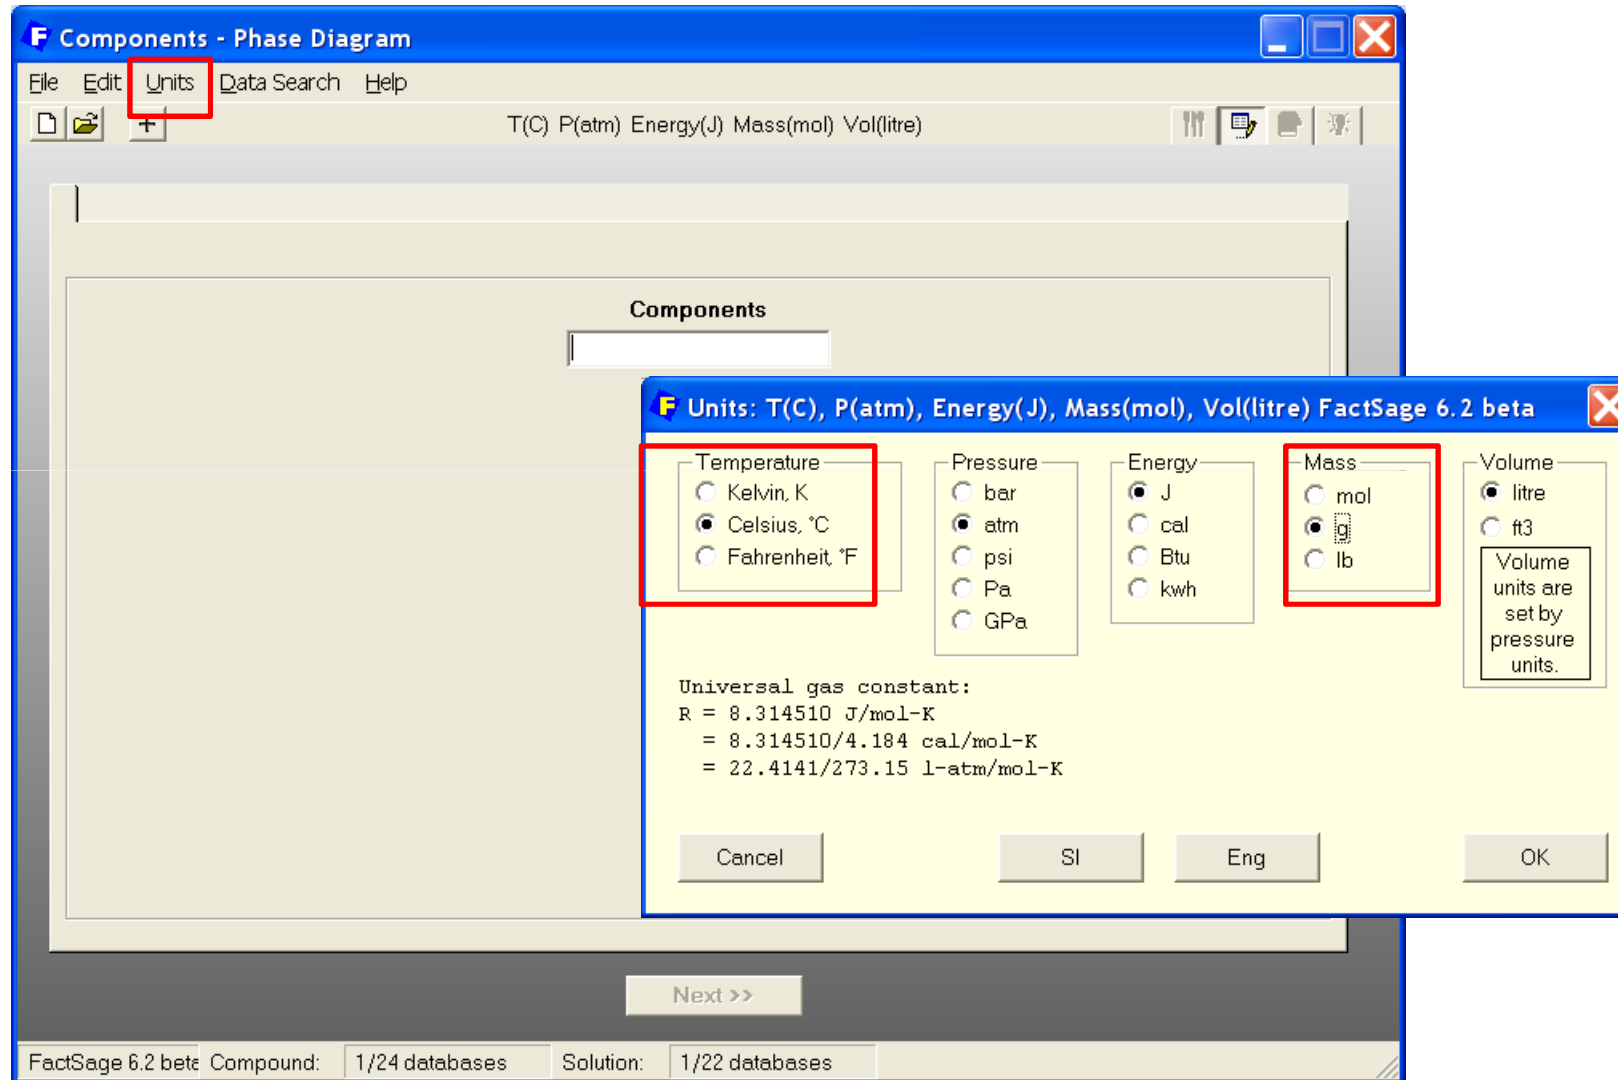 Components - Phase Diagram
File Edit Units Data Search Help
+ T(C) P(atm) Energy(J) Mass(mol) Vol(litre)
Components
Units: T(C), P(atm), Energy(J), Mass(mol), Vol(litre) FactSage 6.2 beta
Temperature
Kelvin, K
Celsius, °C
Fahrenheit, °F
Pressure
bar
atm
psi
Pa
GPa
Energy
J
cal
Btu
kwh
Mass
mol
g
lb
Volume
litre
ft3
Volume
units are
set by
pressure
units.
Universal gas constant:
R = 8.314510 J/mol-K
= 8.314510/4.184 cal/mol-K
= 22.4141/273.15 l-atm/mol-K
Cancel SI Eng OK
Next >>
FactSage 6.2 beta Compound: 1/24 databases Solution: 1/22 databases